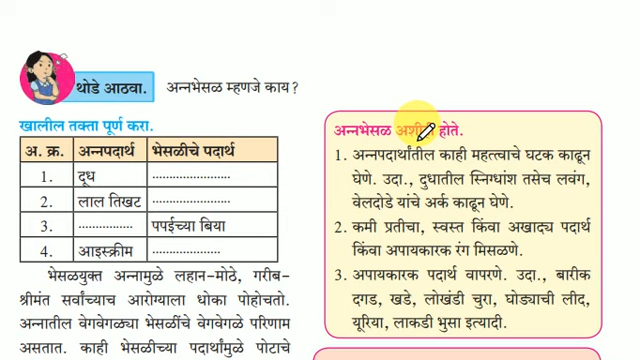 थोडे आठवा.
अन्नभेसळ म्हणजे काय ?
खालील तक्ता पूर्ण करा.
अ. क्र. अन्नपदार्थ भेसळीचे पदार्थ
1. दूध ........................
2. लाल तिखट ........................
3. ................. पपईच्या बिया
4. आइस्क्रीम ...................
भेसळयुक्त अन्नामुळे लहान-मोठे, गरीब-
श्रीमंत सर्वांच्याच आरोग्याला धोका पोहोचतो.
अन्नातील वेगवेगळ्या भेसळींचे वेगवेगळे परिणाम
असतात. काही भेसळीच्या पदार्थांमुळे पोटाचे
अन्नभेसळ अशीही होते.
1. अन्नपदार्थांतील काही महत्त्वाचे घटक काढून
घेणे. उदा., दुधातील स्निग्धांश तसेच लवंग,
वेलदोडे यांचे अर्क काढून घेणे.
2. कमी प्रतीचा, स्वस्त किंवा अखाद्य पदार्थ
किंवा अपायकारक रंग मिसळणे.
3. अपायकारक पदार्थ वापरणे. उदा., बारीक
दगड, खडे, लोखंडी चुरा, घोड्याची लीद,
यूरिया, लाकडी भुसा इत्यादी.